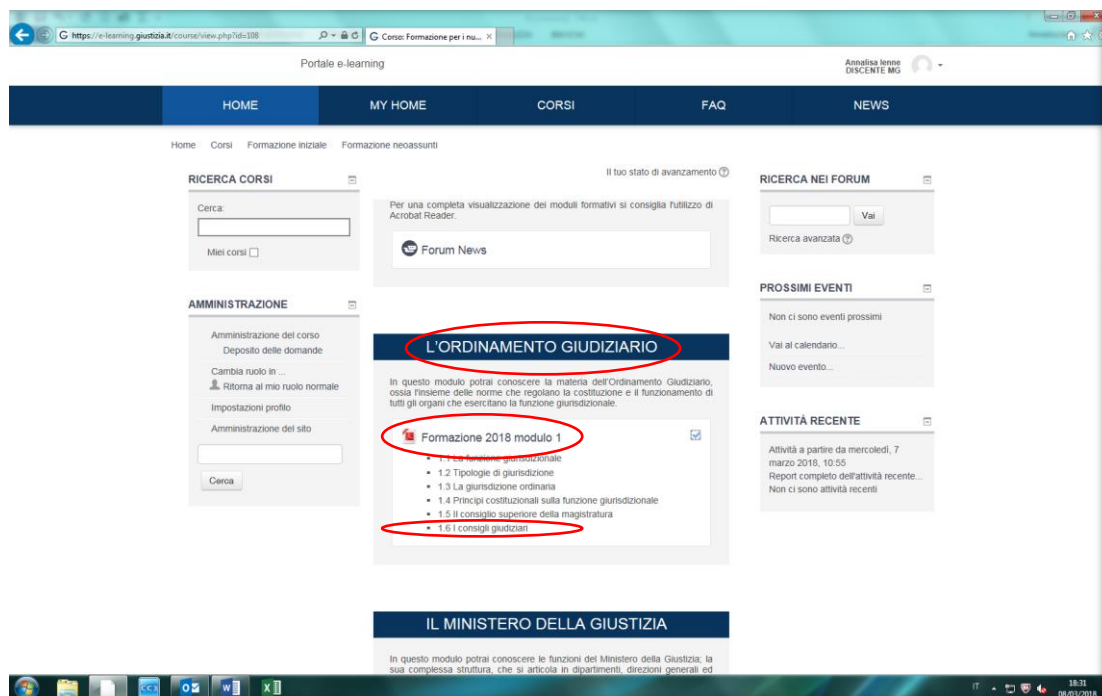 https://e-learning.giustizia.it/course/view.php?id=108
Corso: Formazione per i nu...
Portale e-learning
Annalisa Ienne
DISCENTE MG
HOME
MY HOME
CORSI
FAQ
NEWS
Home Corsi Formazione iniziale Formazione neoassunti
RICERCA CORSI
Cerca:
Miei corsi
AMMINISTRAZIONE
Amministrazione del corso
Deposito delle domande
Cambia ruolo in ...
Ritorna al mio ruolo normale
Impostazioni profilo
Amministrazione del sito
Cerca
Il tuo stato di avanzamento
Per una completa visualizzazione dei moduli formativi si consiglia l'utilizzo di
Acrobat Reader.
Forum News
L'ORDINAMENTO GIUDIZIARIO
In questo modulo potrai conoscere la materia dell'Ordinamento Giudiziario,
ossia l'insieme delle norme che regolano la costituzione e il funzionamento di
tutti gli organi che esercitano la funzione giurisdizionale.
Formazione 2018 modulo 1
1.1 La funzione giurisdizionale
1.2 Tipologie di giurisdizione
1.3 La giurisdizione ordinaria
1.4 Principi costituzionali sulla funzione giurisdizionale
1.5 Il consiglio superiore della magistratura
1.6 I consigli giudiziari
IL MINISTERO DELLA GIUSTIZIA
In questo modulo potrai conoscere le funzioni del Ministero della Giustizia; la
sua complessa struttura, che si articola in dipartimenti, direzioni generali ed
RICERCA NEI FORUM
Vai
Ricerca avanzata
PROSSIMI EVENTI
Non ci sono eventi prossimi
Vai al calendario...
Nuovo evento...
ATTIVITÀ RECENTE
Attività a partire da mercoledì, 7
marzo 2018, 10:55
Report completo dell'attività recente...
Non ci sono attività recenti
IT
18:31
08/03/2018